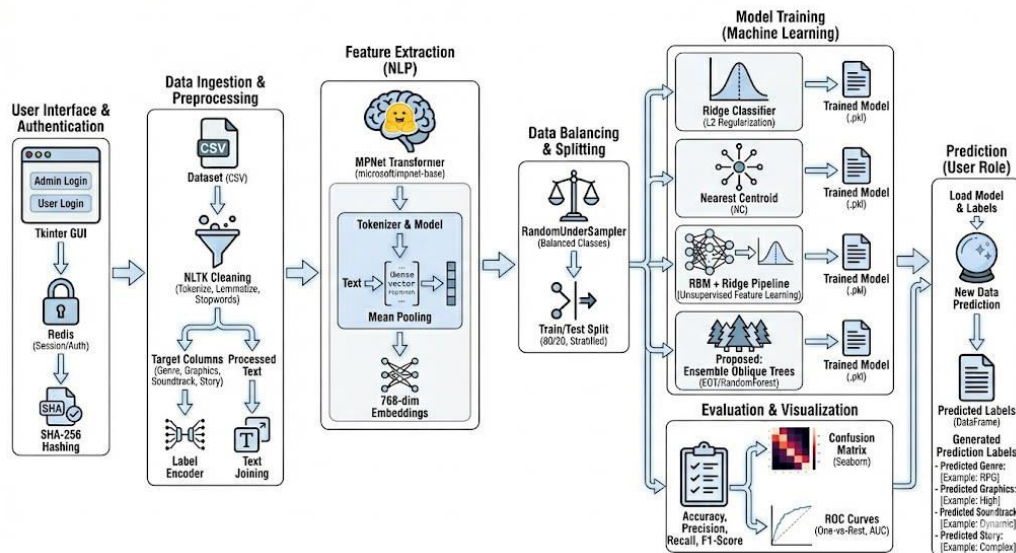 User Interface &
Authentication
Admin Login
User Login
Tkinter GUI
Redis
(Session/Auth)
SHA
SHA-256
Hashing
Data Ingestion &
Preprocessing
CSV
Dataset (CSV)
NLTK Cleaning
(Tokenize, Lemmatize,
Stopwords)
Target Columns
(Genre, Graphics,
Soundtrack, Story)
Processed
Text
Label
Encoder
T
Text
Joining
Feature Extraction
(NLP)
MPNet Transformer
(microsoftimpnet-base)
Tokenizer & Model
Text
vector
Mean Pooling
768-dim
Embeddings
Data Balancing
& Splitting
RandomUnderSampler
(Balanced Classes)
Train/Test Split
(80/20, Stratilled)
Model Training
(Machine Learning)
Ridge Classifier
(L2 Regularization)
Trained Model
(.pkl)
Nearest Centroid
(NC)
Trained Model
(.pkl)
RBM + Ridge Pipeline
(Unsupervised Feature Learning)
Trained Model
(.pkl)
Proposed:
Ensemble Oblique Trees
(EOT/RandomForest)
Trained Model
(.pkl)
Evaluation & Visualization
Accuracy,
Precision,
Recall, F1-Score
Confusion
Matrix
(Seaborn)
ROC Curves
(One-vs-Rest, AUC)
Prediction
(User Role)
Load Model
& Labels
New Data
Prediction
Predicted Labels
(DataFrame)
Generated
Prediction Labels
- Predicted Genre:
[Example: RPG]
- Predicted Graphics:
[Example: High]
- Predicted Soundtrack
[Example: Dynamic]
- Predicted Story:
[Example: Complex]